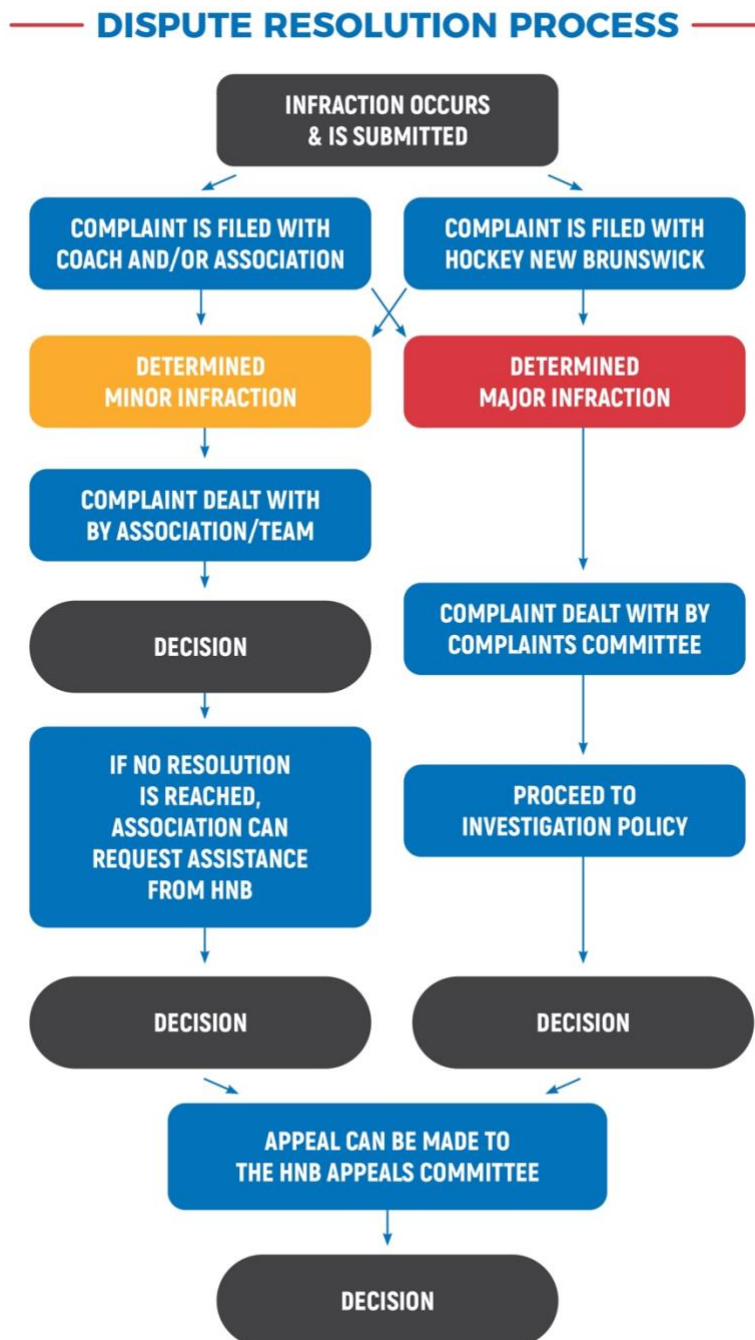 DISPUTE RESOLUTION PROCESS
INFRACTION OCCURS
& IS SUBMITTED
COMPLAINT IS FILED WITH
COACH AND/OR ASSOCIATION
COMPLAINT IS FILED WITH
HOCKEY NEW BRUNSWICK
DETERMINED
MINOR INFRACTION
DETERMINED
MAJOR INFRACTION
COMPLAINT DEALT WITH
BY ASSOCIATION/TEAM
DECISION
COMPLAINT DEALT WITH BY
COMPLAINTS COMMITTEE
IF NO RESOLUTION
IS REACHED,
ASSOCIATION CAN
REQUEST ASSISTANCE
FROM HNB
PROCEED TO
INVESTIGATION POLICY
DECISION
DECISION
APPEAL CAN BE MADE TO
THE HNB APPEALS COMMITTEE
DECISION